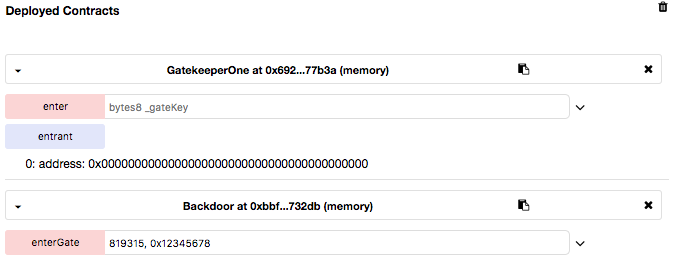 Deployed Contracts
GatekeeperOne at 0x692...77b3a (memory)
enter bytes8 _gateKey
entrant
0: address: 0x0000000000000000000000000000000000000000
Backdoor at 0xbbf...732db (memory)
enterGate 819315, 0x12345678